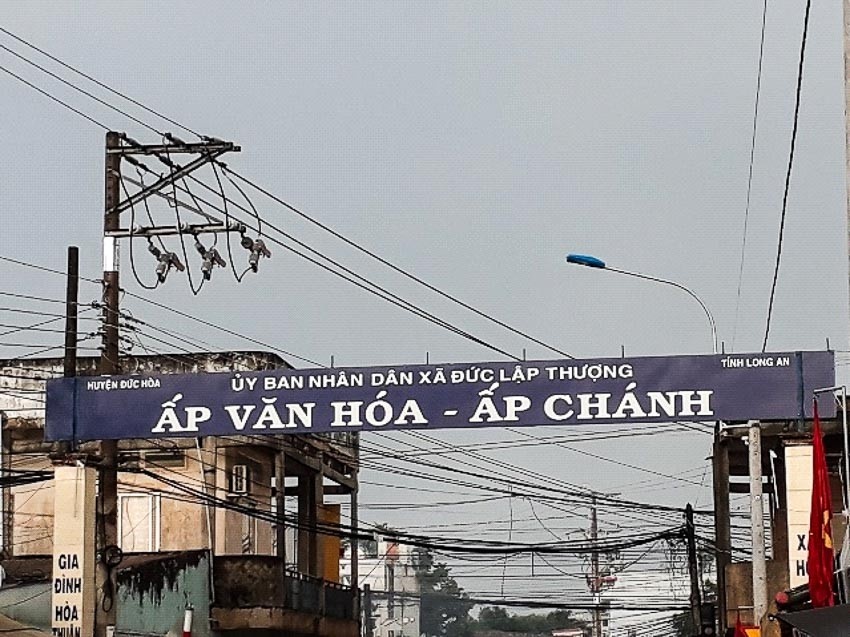 HUYỆN ĐỨC HÒA
ỦY BAN NHÂN DÂN XÃ ĐỨC LẬP THƯỢNG
TỈNH LONG AN
ẤP VĂN HÓA - ẤP CHÁNH
GIA
ĐÌNH
HÒA
THUẬN